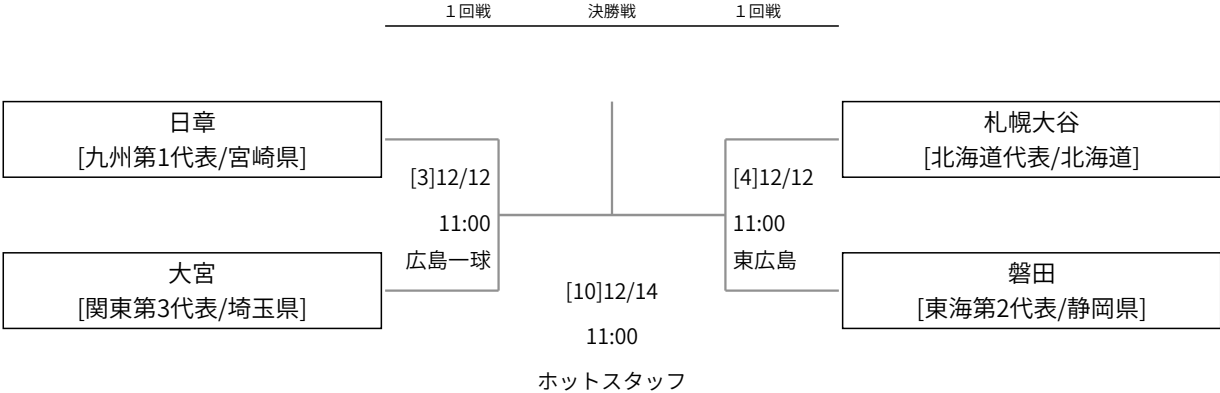 １回戦 決勝戦 １回戦
日章
[九州第1代表/宮崎県]
大宮
[関東第3代表/埼玉県]
[3]12/12
11:00
広島一球
[10]12/14
11:00
ホットスタッフ
[4]12/12
11:00
東広島
札幌大谷
[北海道代表/北海道]
磐田
[東海第2代表/静岡県]